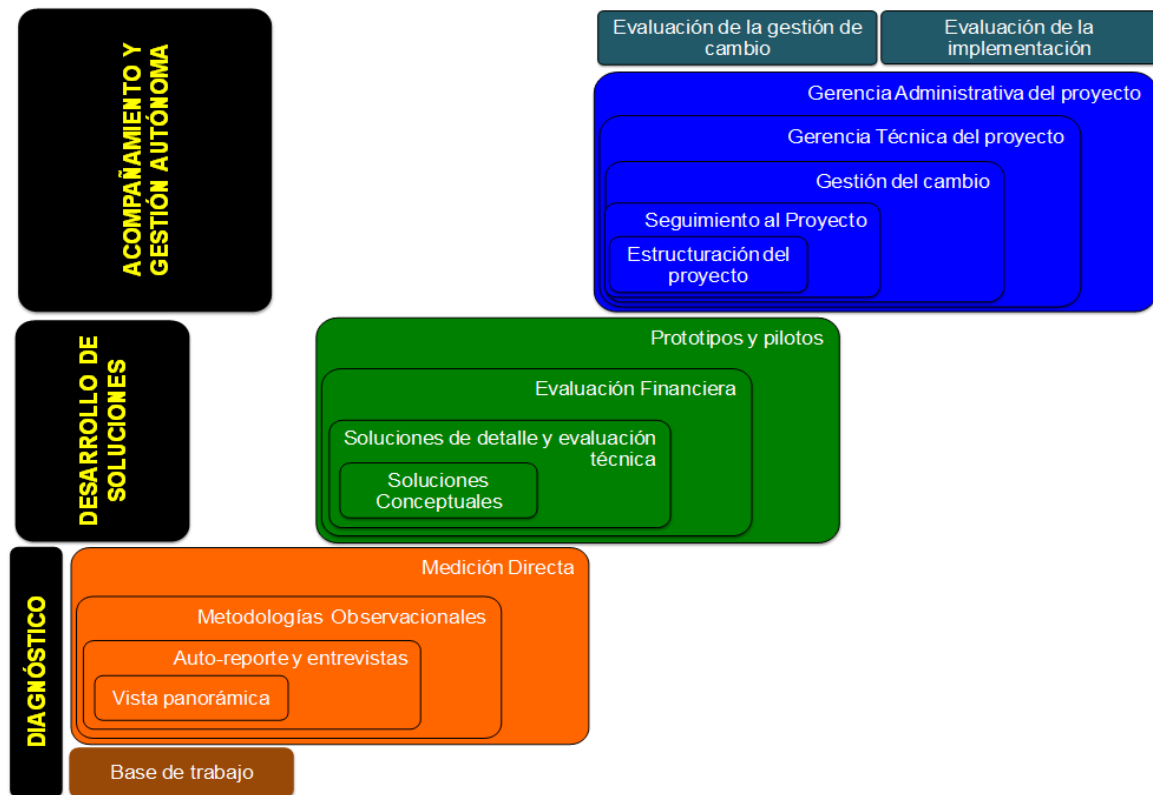 ACOMPAÑAMIENTO Y
GESTIÓN AUTÓNOMA
Evaluación de la gestión de
cambio
Evaluación de la
implementación
Gerencia Administrativa del proyecto
Gerencia Técnica del proyecto
Gestión del cambio
Seguimiento al Proyecto
Estructuración del
proyecto
DESARROLLO DE
SOLUCIONES
Prototipos y pilotos
Evaluación Financiera
Soluciones de detalle y evaluación
técnica
Soluciones
Conceptuales
DIAGNÓSTICO
Medición Directa
Metodologías Observacionales
Auto-reporte y entrevistas
Vista panorámica
Base de trabajo